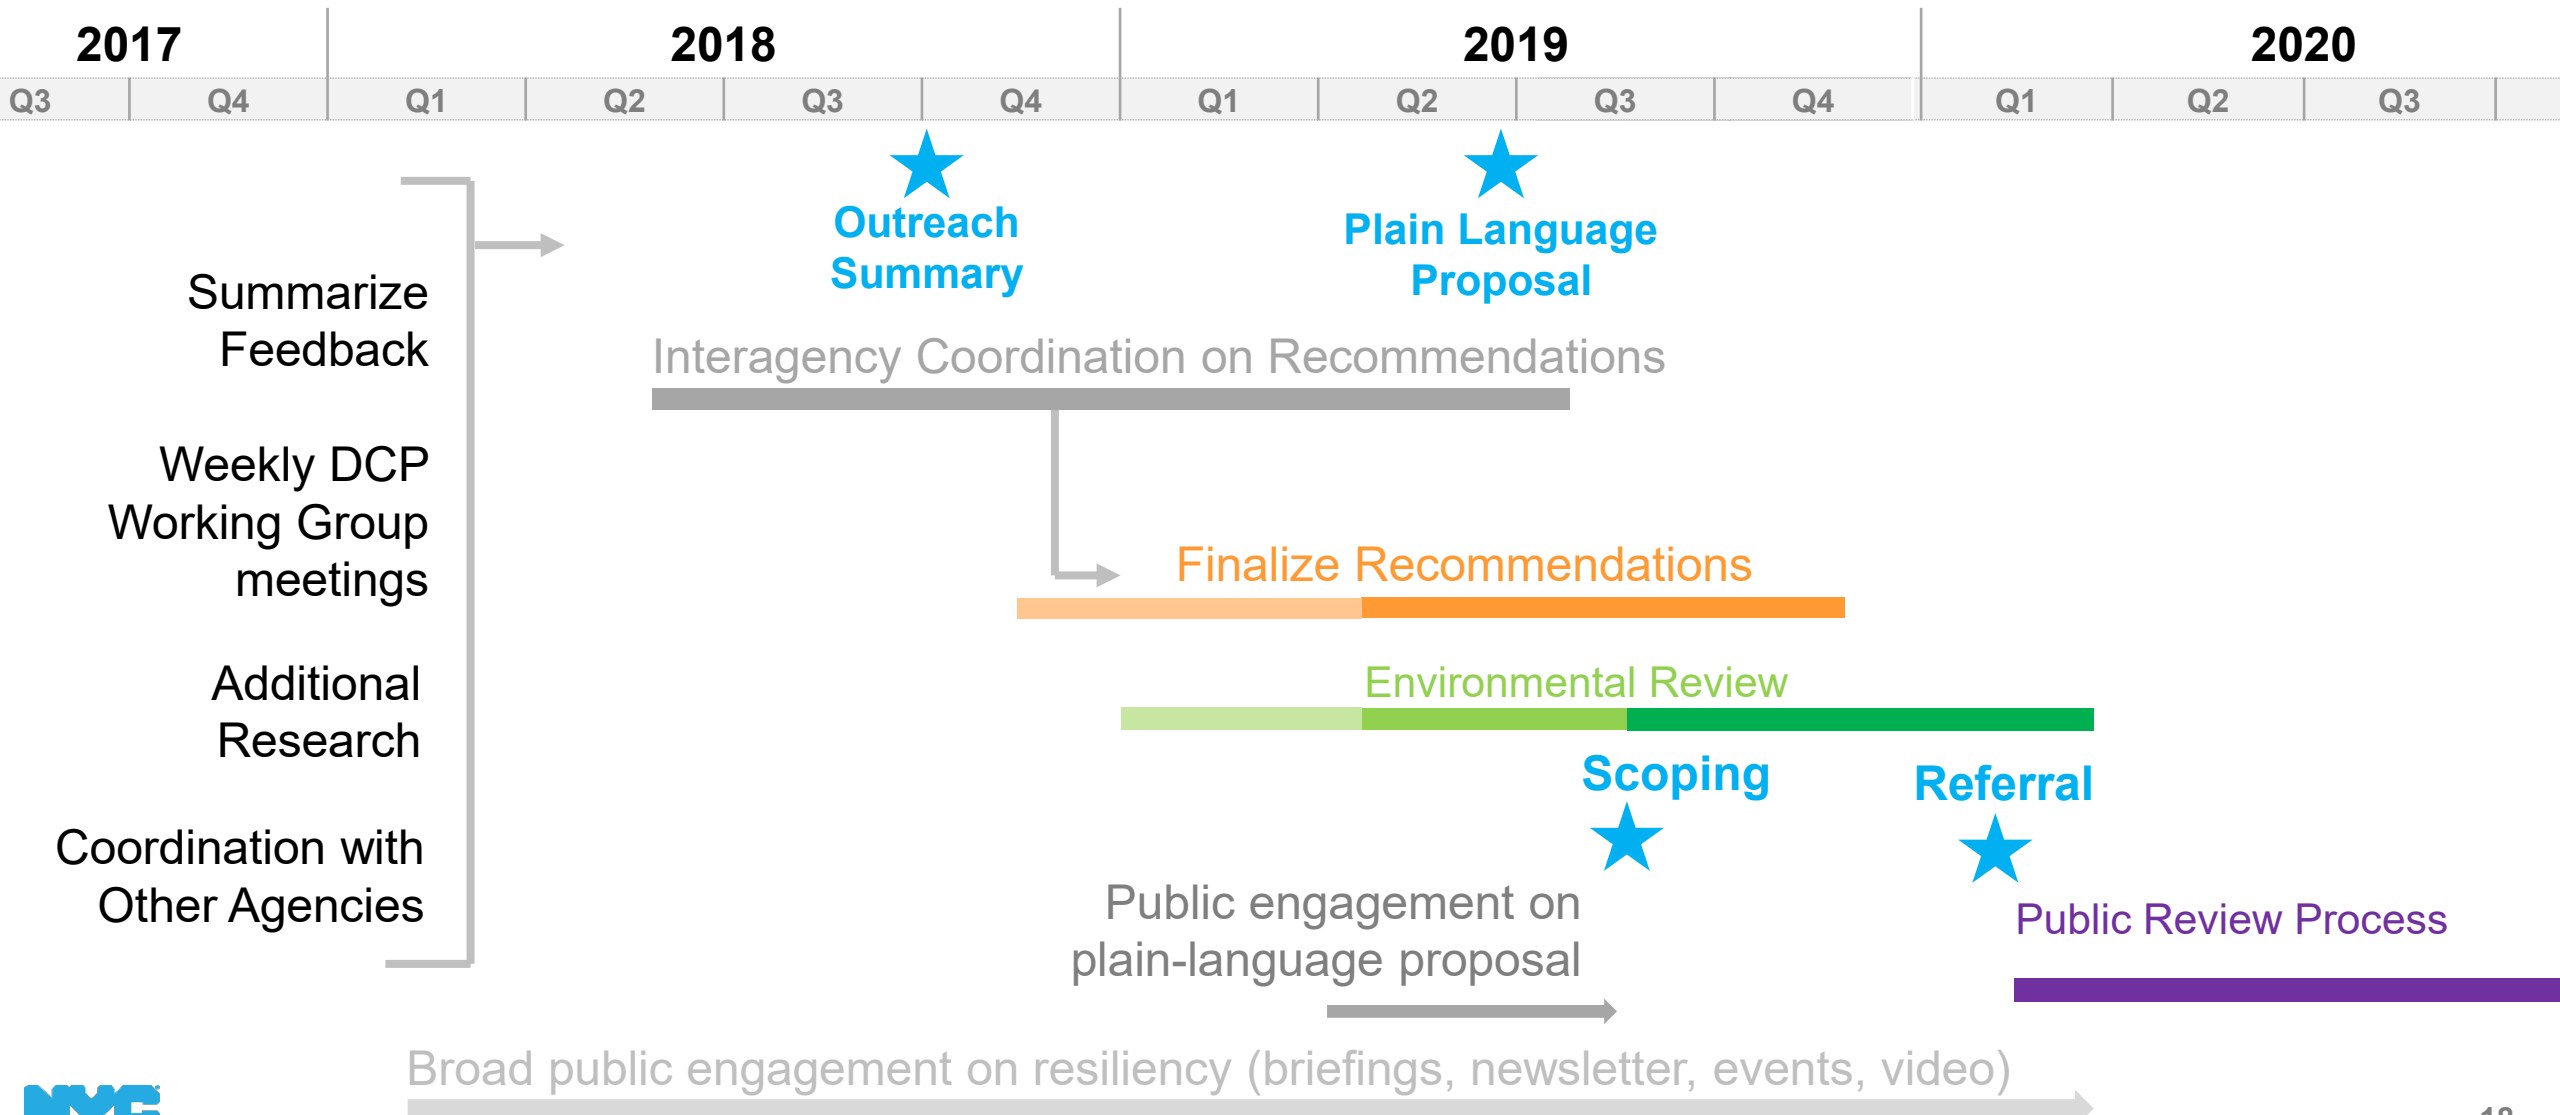 2017 2018 2019 2020
Q3 Q4 Q1 Q2 Q3 Q4 Q1 Q2 Q3 Q4 Q1 Q2 Q3
Outreach
Summary
Plain Language
Proposal
Summarize
Feedback
Weekly DCP
Working Group
meetings
Additional
Research
Coordination with
Other Agencies
Interagency Coordination on Recommendations
Finalize Recommendations
Environmental Review
Scoping
Referral
Public engagement on
plain-language proposal
Public Review Process
Broad public engagement on resiliency (briefings, newsletter, events, video)
NYC